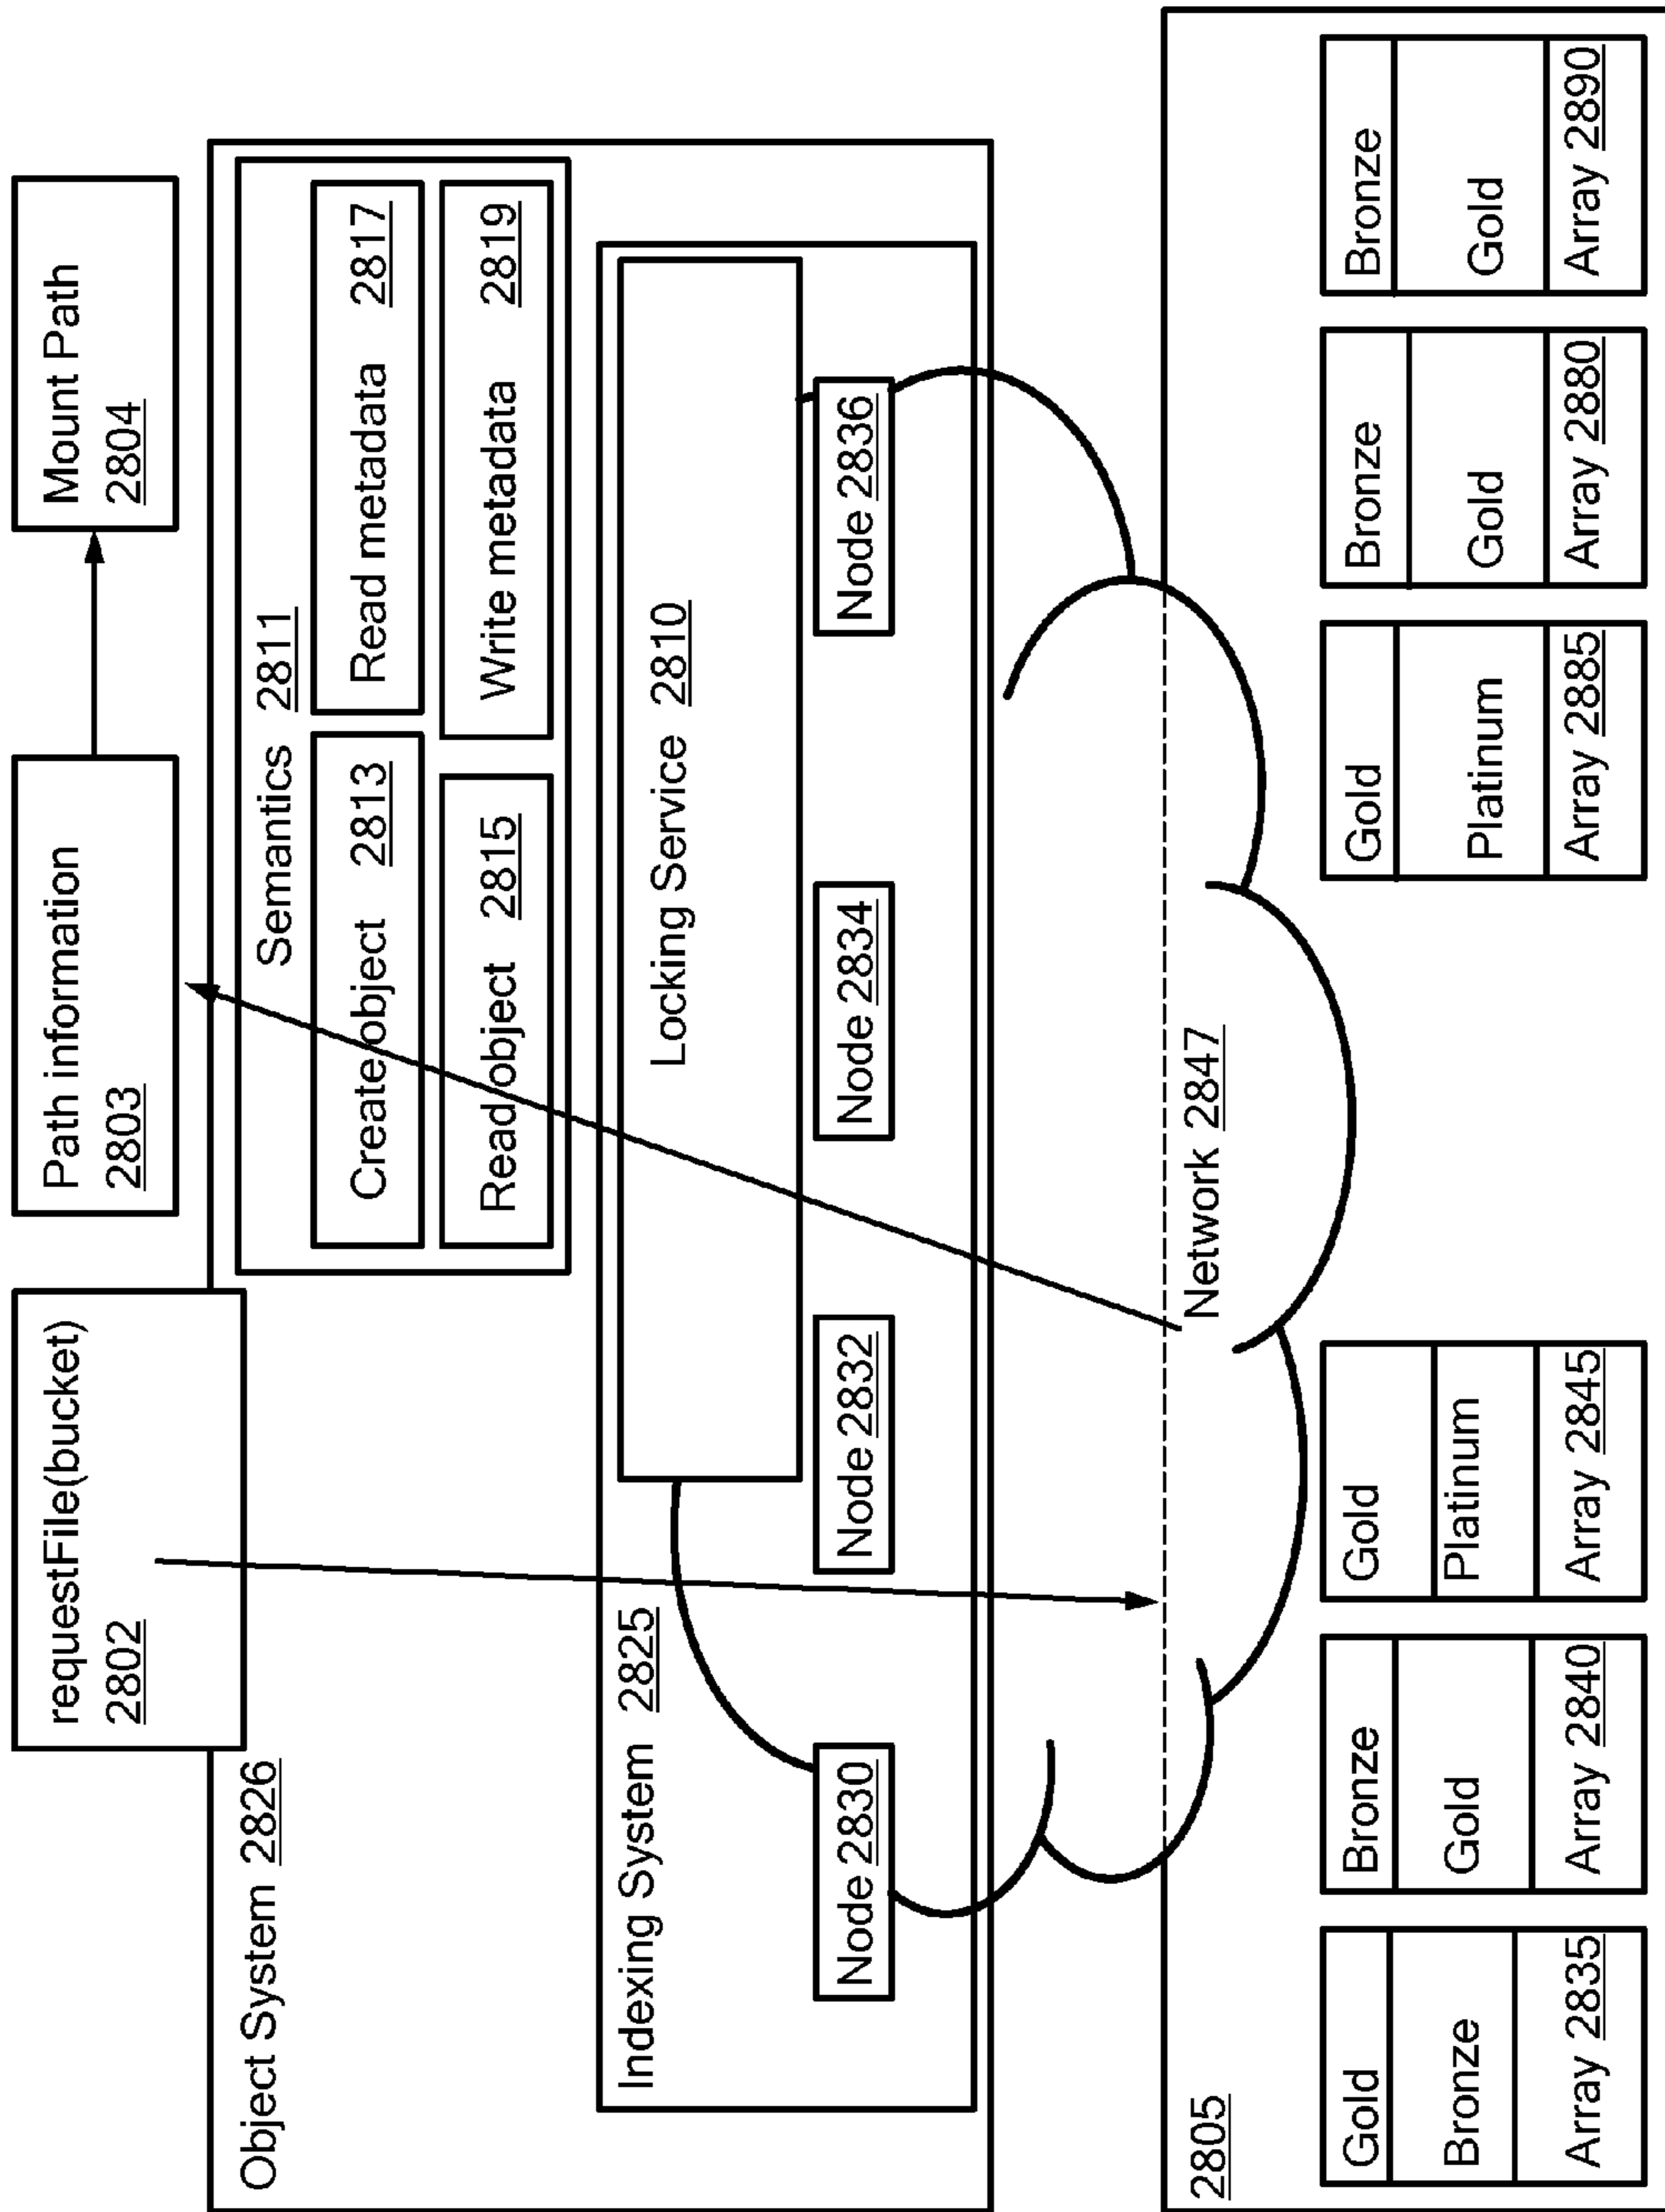 requestFile(bucket)
2802
Path information
2803
Mount Path
2804
Object System 2826
Semantics 2811
Create object 2813
Read metadata 2817
Read object 2815
Write metadata 2819
Indexing System 2825
Locking Service 2810
Node 2830
Node 2832
Node 2834
Node 2836
Network 2847
2805
Gold
Bronze
Array 2835
Bronze
Gold
Array 2840
Gold
Platinum
Array 2845
Gold
Platinum
Array 2885
Bronze
Gold
Array 2880
Bronze
Gold
Array 2890